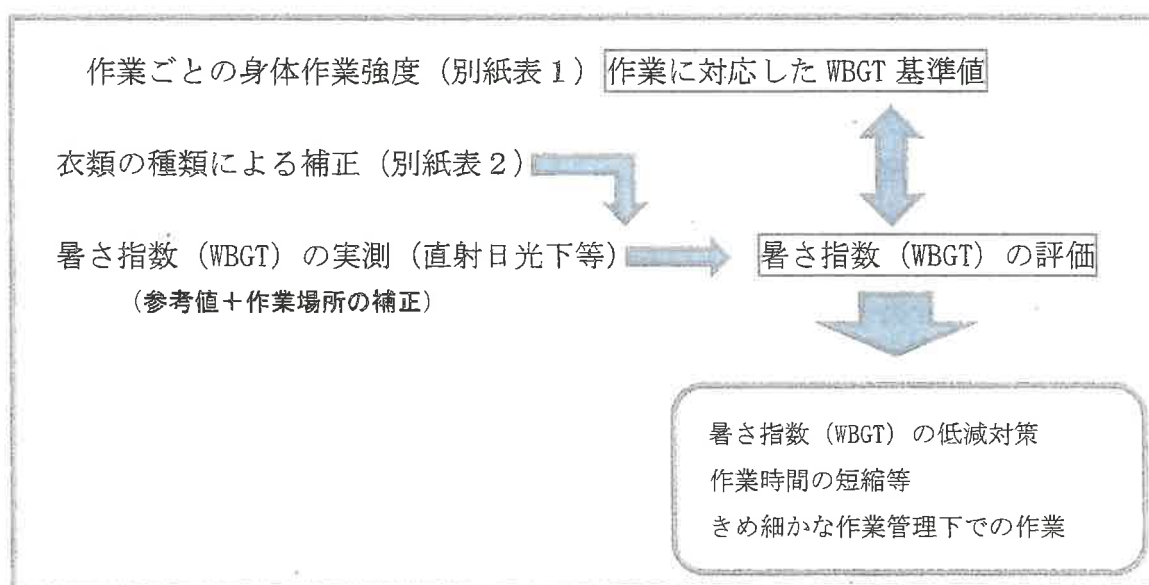 作業ごとの身体作業強度（別紙表１）作業に対応した WBGT 基準値
衣類の種類による補正（別紙表２）
暑さ指数（WBGT）の実測（直射日光下等）
暑さ指数（WBGT）の評価
（参考値＋作業場所の補正）
暑さ指数（WBGT）の低減対策
作業時間の短縮等
きめ細かな作業管理下での作業